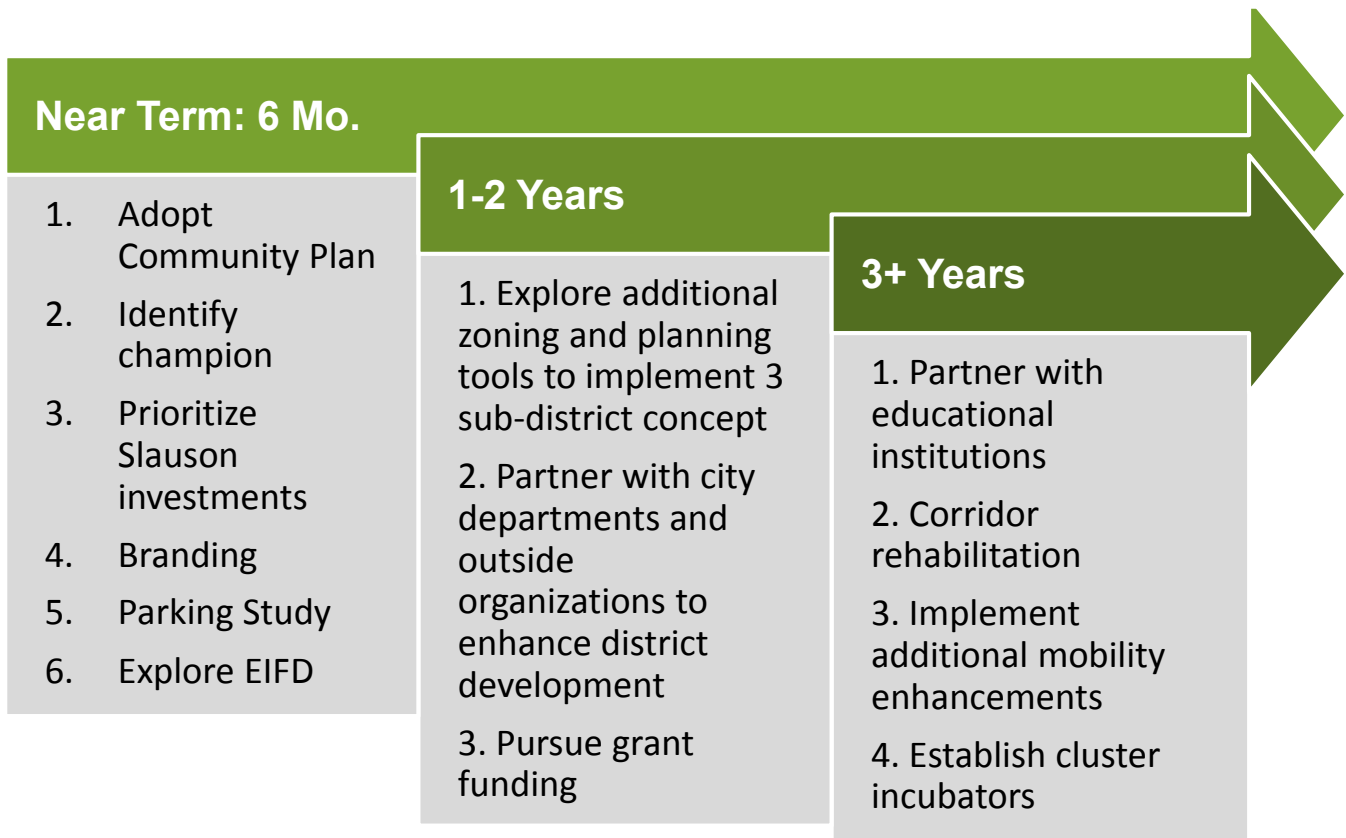 Near Term: 6 Mo.
1. Adopt
Community Plan
2. Identify
champion
3. Prioritize
Slauson
investments
4. Branding
5. Parking Study
6. Explore EIFD
1-2 Years
1. Explore additional
zoning and planning
tools to implement 3
sub-district concept
2. Partner with city
departments and
outside
organizations to
enhance district
development
3. Pursue grant
funding
3+ Years
1. Partner with
educational
institutions
2. Corridor
rehabilitation
3. Implement
additional mobility
enhancements
4. Establish cluster
incubators